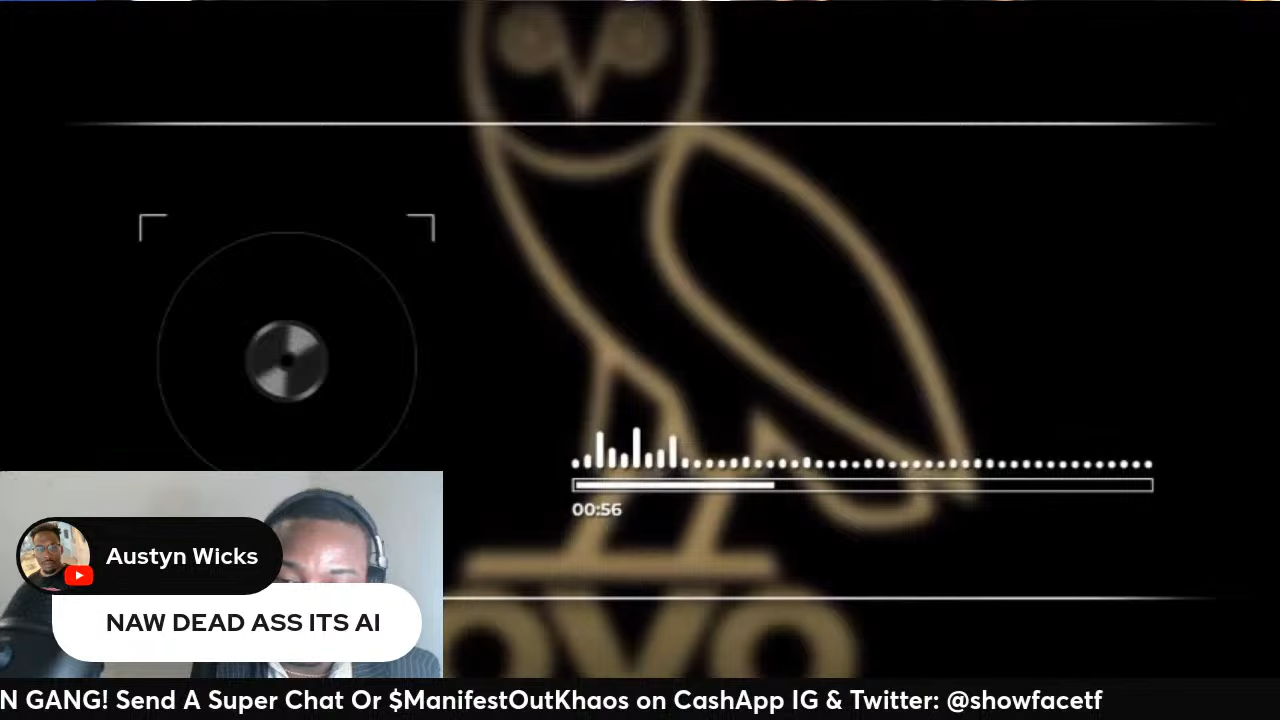 00:56
Austyn Wicks
NAW DEAD ASS ITS AI
OVO
N GANG! Send A Super Chat Or $ManifestOutKhaos on CashApp IG & Twitter: @showfacetf